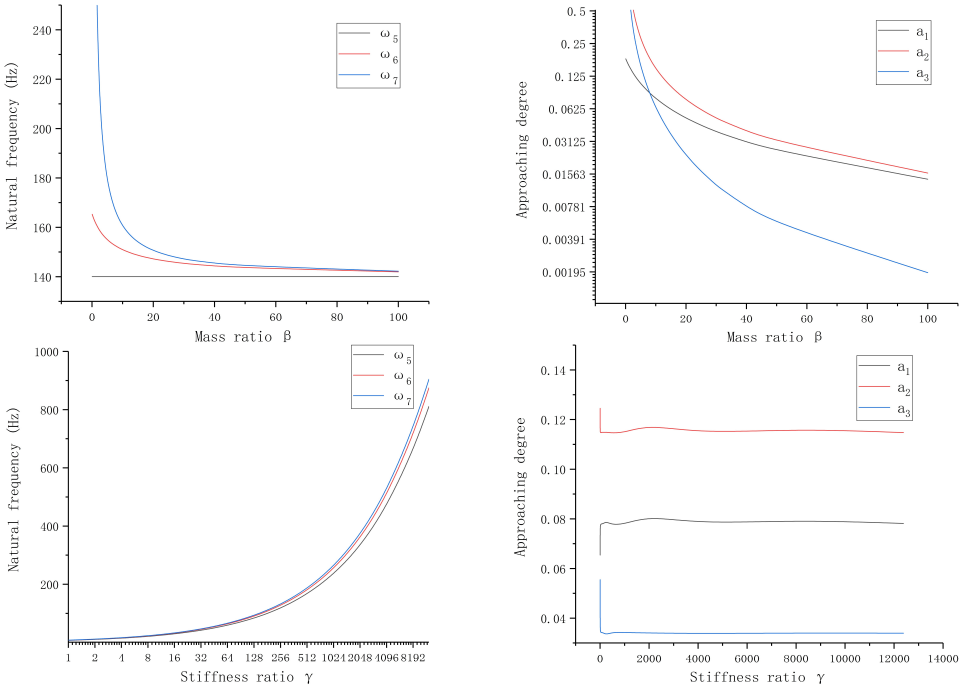 240
220
200
180
160
140
Natural frequency (Hz)
0 20 40 60 80 100
Mass ratio β
ω5
ω6
ω7
0.5
0.25
0.125
0.0625
0.03125
0.01563
0.00781
0.00391
0.00195
Approaching degree
0 20 40 60 80 100
Mass ratio β
a1
a2
a3
1000
800
600
400
200
Natural frequency (Hz)
1 2 4 8 16 32 64 128 256 512 1024 2048 4096 8192
Stiffness ratio γ
ω5
ω6
ω7
0.14
0.12
0.10
0.08
0.06
0.04
Approaching degree
0 2000 4000 6000 8000 10000 12000 14000
Stiffness ratio γ
a1
a2
a3